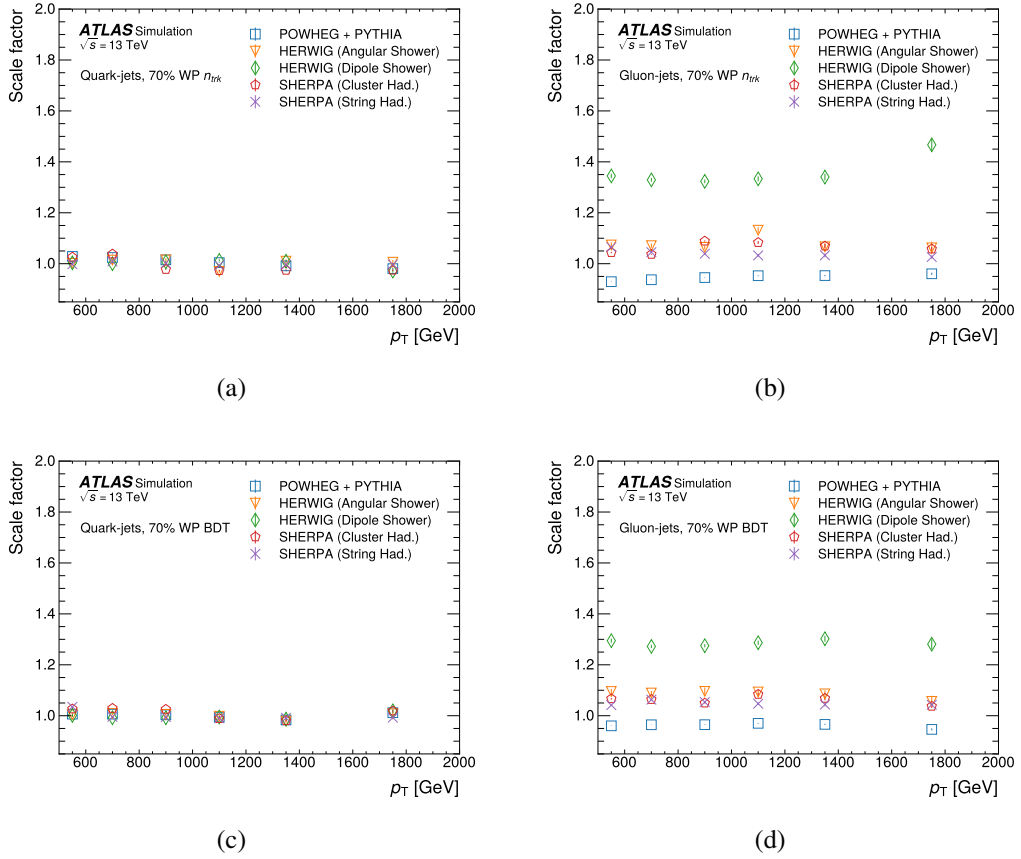 Scale factor
2.0
1.8
1.6
1.4
1.2
1.0
ATLAS Simulation
√s = 13 TeV
Quark-jets, 70% WP n_trk
POWHEG + PYTHIA
HERWIG (Angular Shower)
HERWIG (Dipole Shower)
SHERPA (Cluster Had.)
SHERPA (String Had.)
600 800 1000 1200 1400 1600 1800 2000
p_T [GeV]
(a)
Scale factor
2.0
1.8
1.6
1.4
1.2
1.0
ATLAS Simulation
√s = 13 TeV
Gluon-jets, 70% WP n_trk
POWHEG + PYTHIA
HERWIG (Angular Shower)
HERWIG (Dipole Shower)
SHERPA (Cluster Had.)
SHERPA (String Had.)
600 800 1000 1200 1400 1600 1800 2000
p_T [GeV]
(b)
Scale factor
2.0
1.8
1.6
1.4
1.2
1.0
ATLAS Simulation
√s = 13 TeV
Quark-jets, 70% WP BDT
POWHEG + PYTHIA
HERWIG (Angular Shower)
HERWIG (Dipole Shower)
SHERPA (Cluster Had.)
SHERPA (String Had.)
600 800 1000 1200 1400 1600 1800 2000
p_T [GeV]
(c)
Scale factor
2.0
1.8
1.6
1.4
1.2
1.0
ATLAS Simulation
√s = 13 TeV
Gluon-jets, 70% WP BDT
POWHEG + PYTHIA
HERWIG (Angular Shower)
HERWIG (Dipole Shower)
SHERPA (Cluster Had.)
SHERPA (String Had.)
600 800 1000 1200 1400 1600 1800 2000
p_T [GeV]
(d)